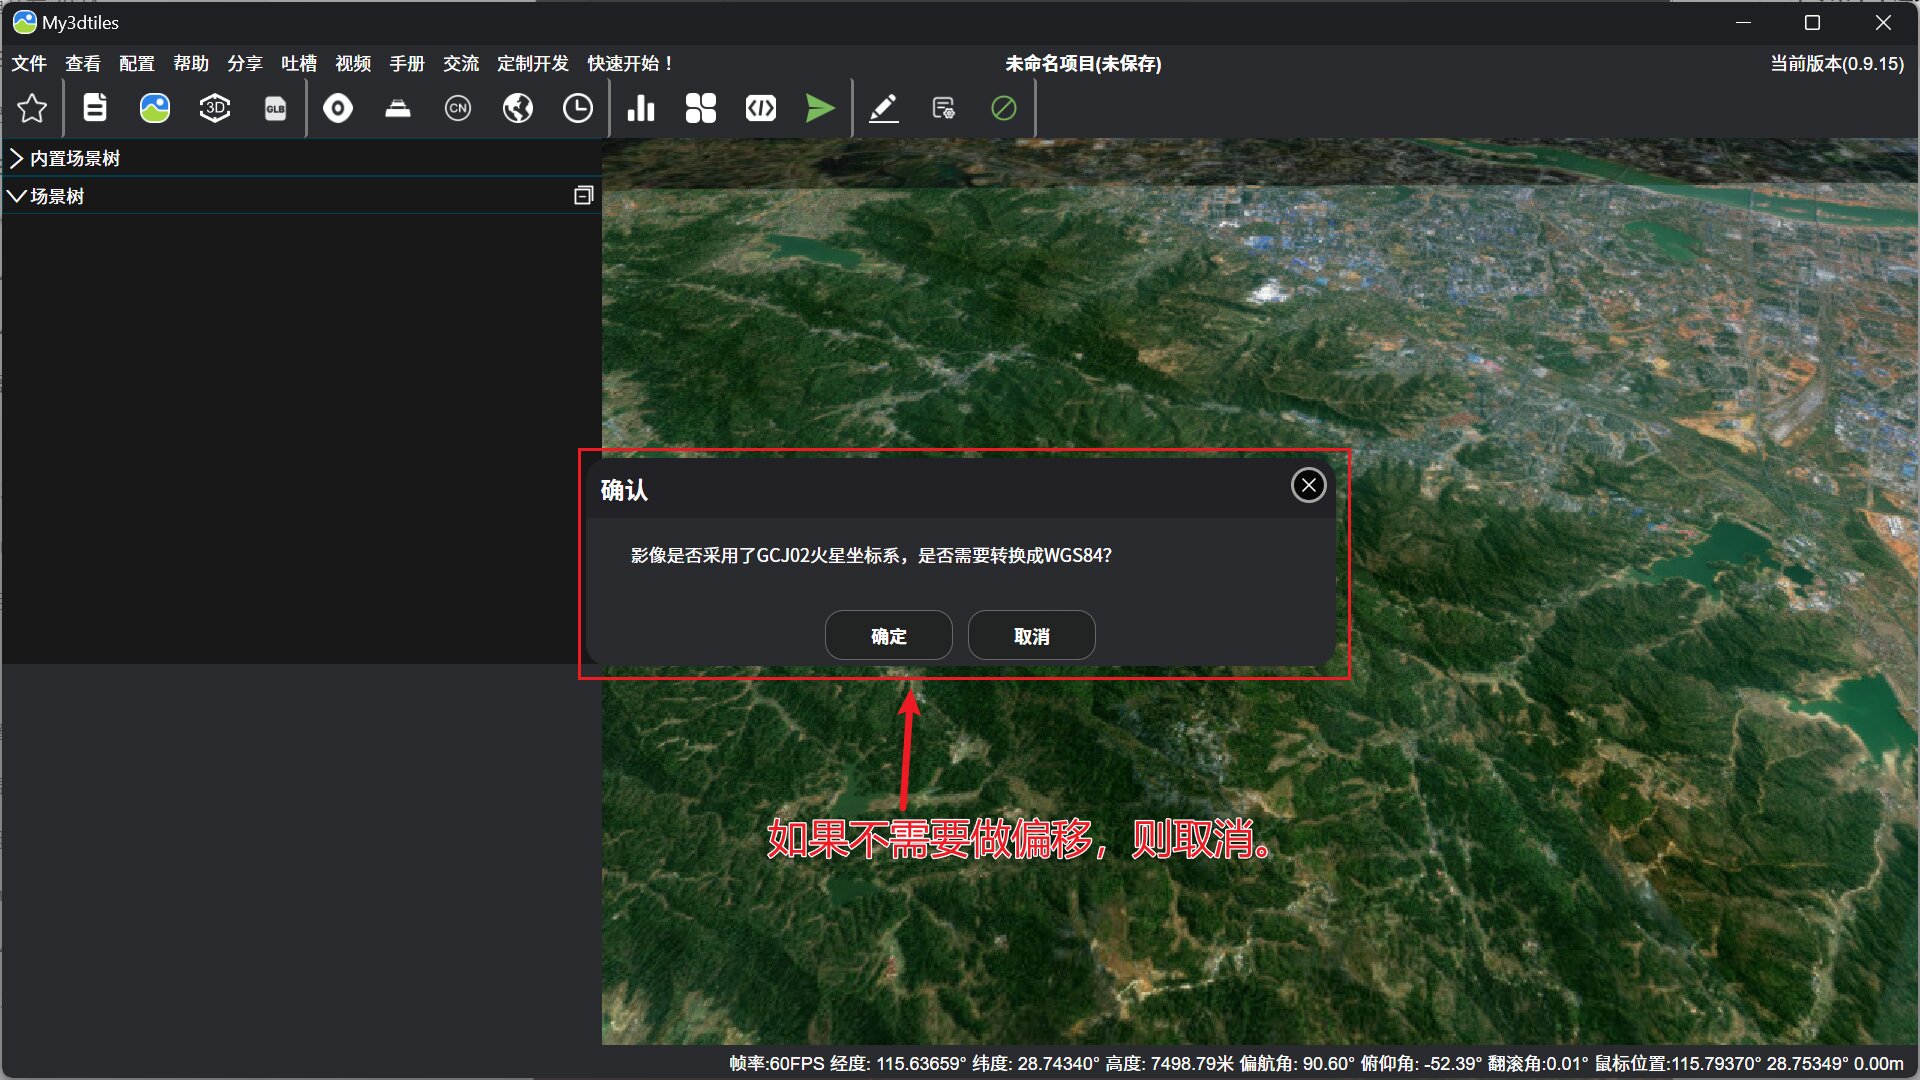 My3dtiles
文件 查看 配置 帮助 分享 吐槽 视频 手册 交流 定制开发 快速开始！
未命名项目(未保存)
当前版本(0.9.15)
3D
GLB
CN
内置场景树
场景树
确认
影像是否采用了GCJ02火星坐标系，是否需要转换成WGS84？
确定
取消
如果不需要做偏移，则取消。
帧率:60FPS 经度: 115.63659° 纬度: 28.74340° 高度: 7498.79米 偏航角: 90.60° 俯仰角: -52.39° 翻滚角:0.01° 鼠标位置:115.79370° 28.75349° 0.00m